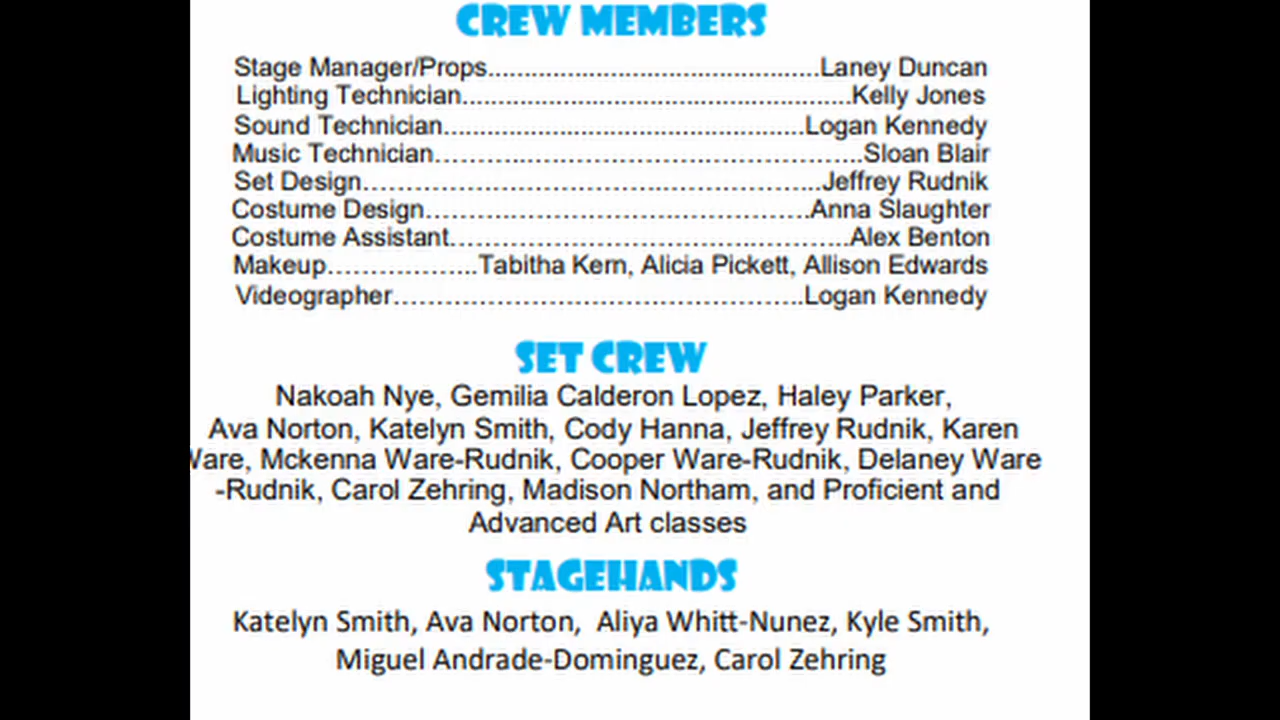 CREW MEMBERS
Stage Manager/Props.............................................Laney Duncan
Lighting Technician.....................................................Kelly Jones
Sound Technician.................................................Logan Kennedy
Music Technician…………………………………………………..Sloan Blair
Set Design……………………………………………………...Jeffrey Rudnik
Costume Design……………………………………………….Anna Slaughter
Costume Assistant………………………………………………..Alex Benton
Makeup………………...Tabitha Kern, Alicia Pickett, Allison Edwards
Videographer…………………………………………………..Logan Kennedy
SET CREW
Nakoah Nye, Gemilia Calderon Lopez, Haley Parker,
Ava Norton, Katelyn Smith, Cody Hanna, Jeffrey Rudnik, Karen
Ware, Mckenna Ware-Rudnik, Cooper Ware-Rudnik, Delaney Ware
-Rudnik, Carol Zehring, Madison Northam, and Proficient and
Advanced Art classes
STAGEHANDS
Katelyn Smith, Ava Norton, Aliya Whitt-Nunez, Kyle Smith,
Miguel Andrade-Dominguez, Carol Zehring